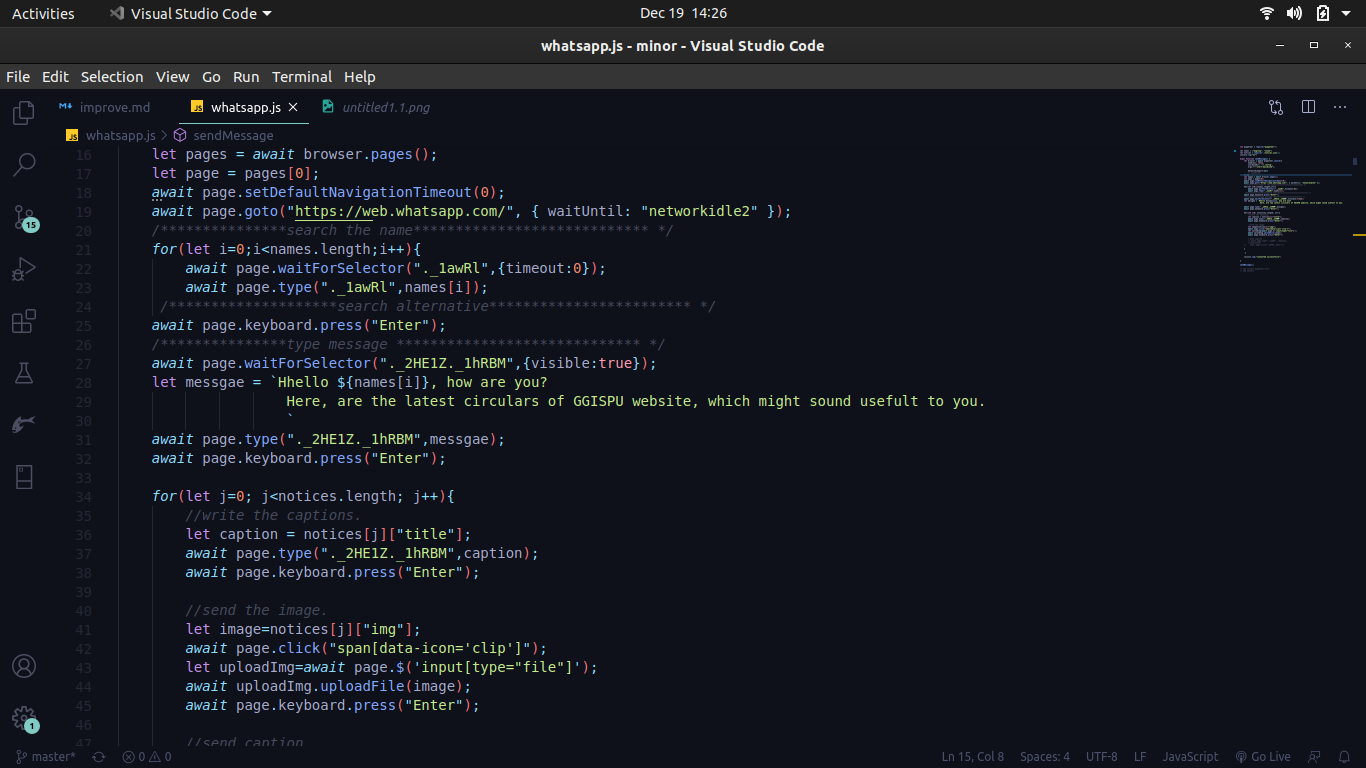 Activities
Visual Studio Code
Dec 19 14:26
whatsapp.js - minor - Visual Studio Code
File Edit Selection View Go Run Terminal Help
improve.md
JS whatsapp.js
untitled1.1.png
JS whatsapp.js > sendMessage
16 let pages = await browser.pages();
17 let page = pages[0];
18 await page.setDefaultNavigationTimeout(0);
19 await page.goto("https://web.whatsapp.com/", { waitUntil: "networkidle2" });
20 /***************search the name**************************** */
21 for(let i=0;i<names.length;i++){
22 await page.waitForSelector("._1awRl",{timeout:0});
23 await page.type("._1awRl",names[i]);
24 /********************search alternative************************ */
25 await page.keyboard.press("Enter");
26 /***************type message ***************************** */
27 await page.waitForSelector("._2HE1Z._1hRBM",{visible:true});
28 let messgae = `Hhello ${names[i]}, how are you?
29 Here, are the latest circulars of GGISPU website, which might sound usefult to you.
30 `
31 await page.type("._2HE1Z._1hRBM",messgae);
32 await page.keyboard.press("Enter");
33
34 for(let j=0; j<notices.length; j++){
35 //write the captions.
36 let caption = notices[j]["title"];
37 await page.type("._2HE1Z._1hRBM",caption);
38 await page.keyboard.press("Enter");
39
40 //send the image.
41 let image=notices[j]["img"];
42 await page.click("span[data-icon='clip']");
43 let uploadImg=await page.$('input[type="file"]');
44 await uploadImg.uploadFile(image);
45 await page.keyboard.press("Enter");
46
47 //send caption
15
1
master* 0 0 Ln 15, Col 8 Spaces: 4 UTF-8 LF JavaScript Go Live